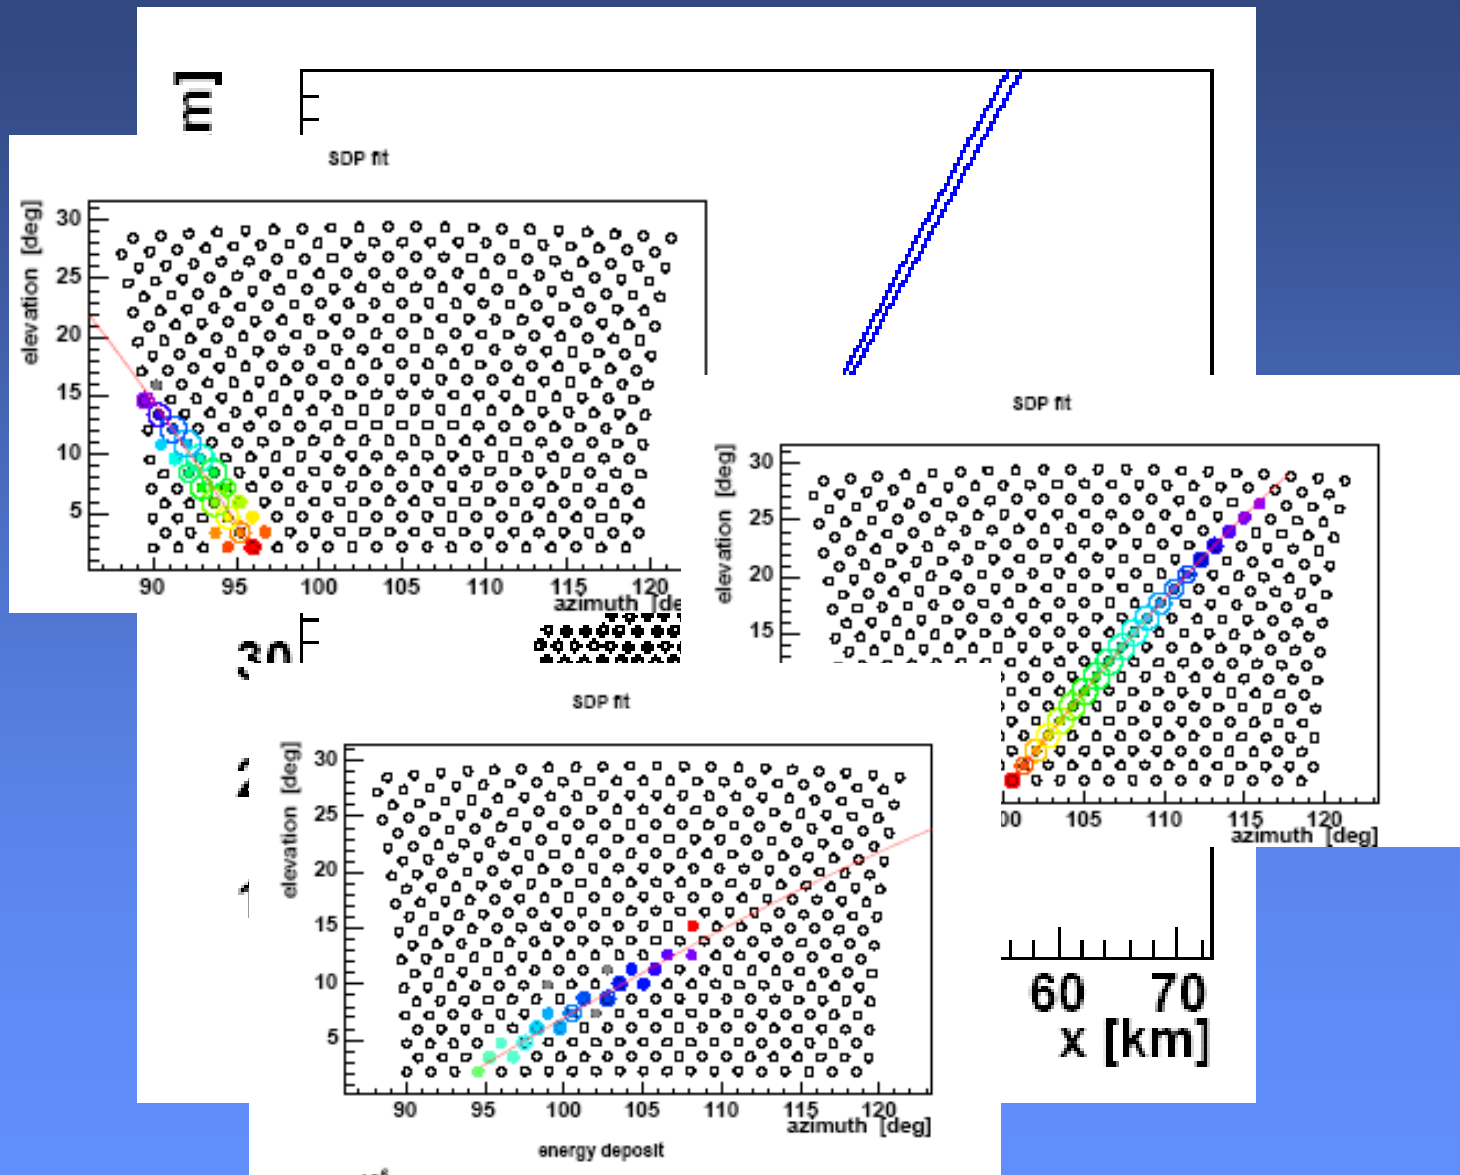 m]
SDP fit
elevation [deg]
30
25
20
15
10
5
90 95 100 105 110 115 120
azimuth [de
SDP fit
elevation [deg]
30
25
20
15
00 105 110 115 120
azimuth [deg]
30
SDP fit
elevation [deg]
30
25
20
15
10
5
90 95 100 105 110 115 120
azimuth [deg]
energy deposit
60 70
x [km]